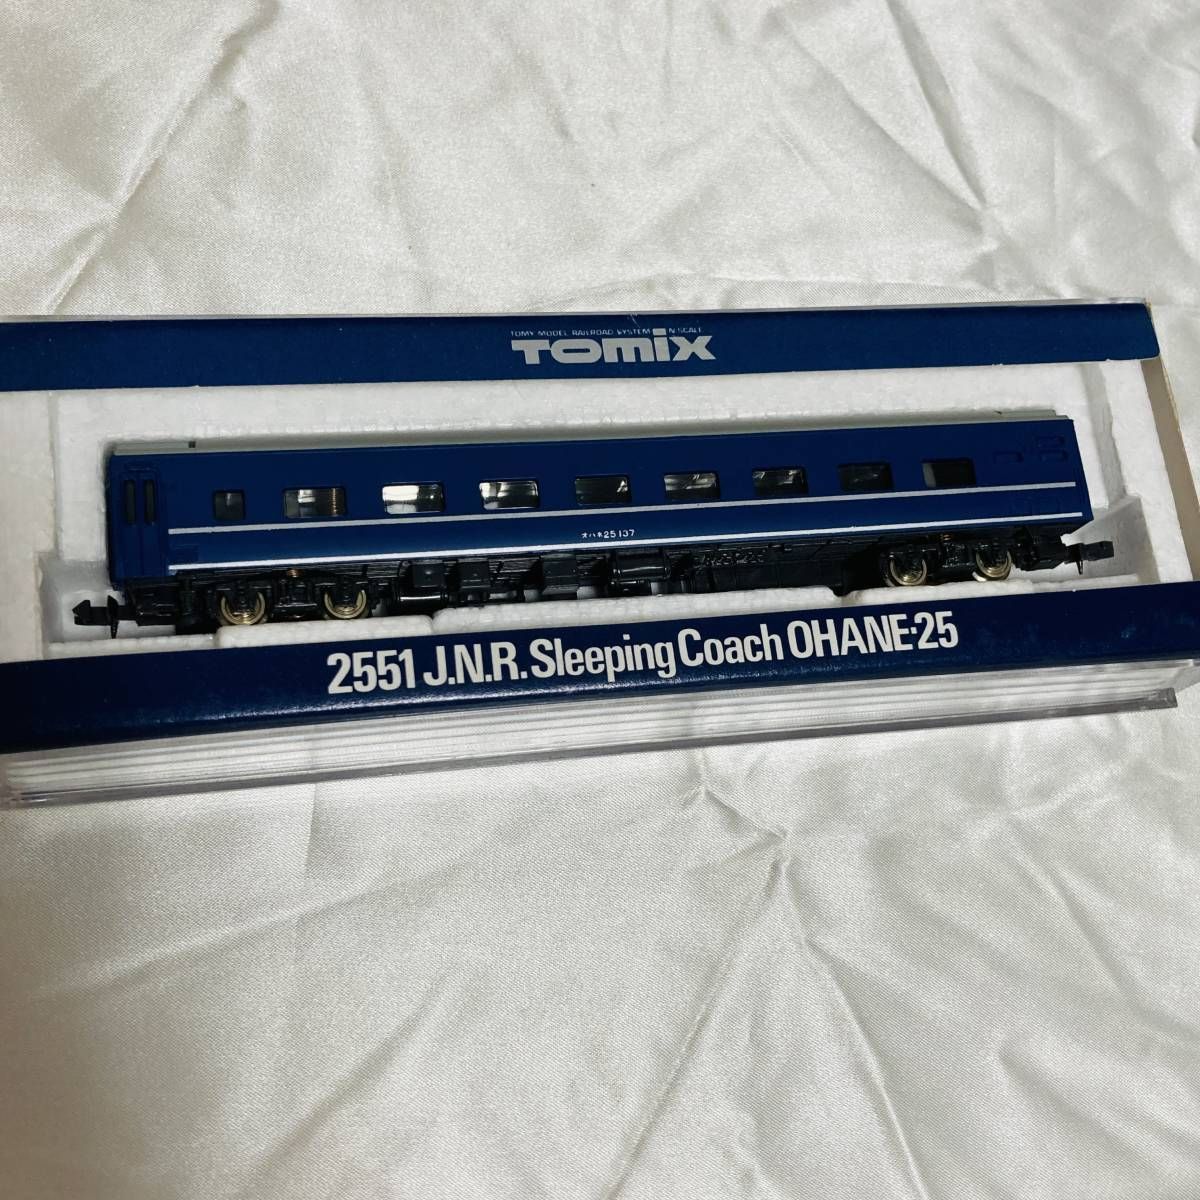 TOMY MODEL RAILROAD SYSTEM N SCALE
TOMIX
オハネ25 137
2551 J.N.R. Sleeping Coach OHANE·25